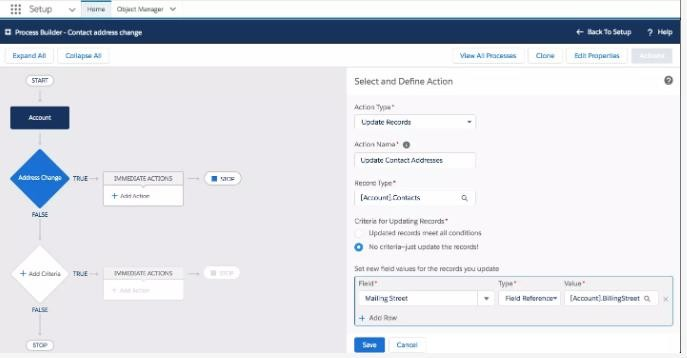 Setup
Home
Object Manager
Process Builder - Contact address change
Back To Setup
? Help
Expand All
Collapse All
View All Processes
Clone
Edit Properties
Activate
START
Account
Address Change
TRUE
IMMEDIATE ACTIONS
+ Add Action
STOP
FALSE
+ Add Criteria
TRUE
IMMEDIATE ACTIONS
+ Add Action
STOP
FALSE
STOP
Select and Define Action
Action Type*
Update Records
Action Name*
Update Contact Addresses
Record Type*
[Account].Contacts
Criteria for Updating Records*
Updated records meet all conditions
No criteria—just update the records!
Set new field values for the records you update
Field* Type* Value*
Mailing Street Field Reference [Account].BillingStreet
+ Add Row
Save
Cancel